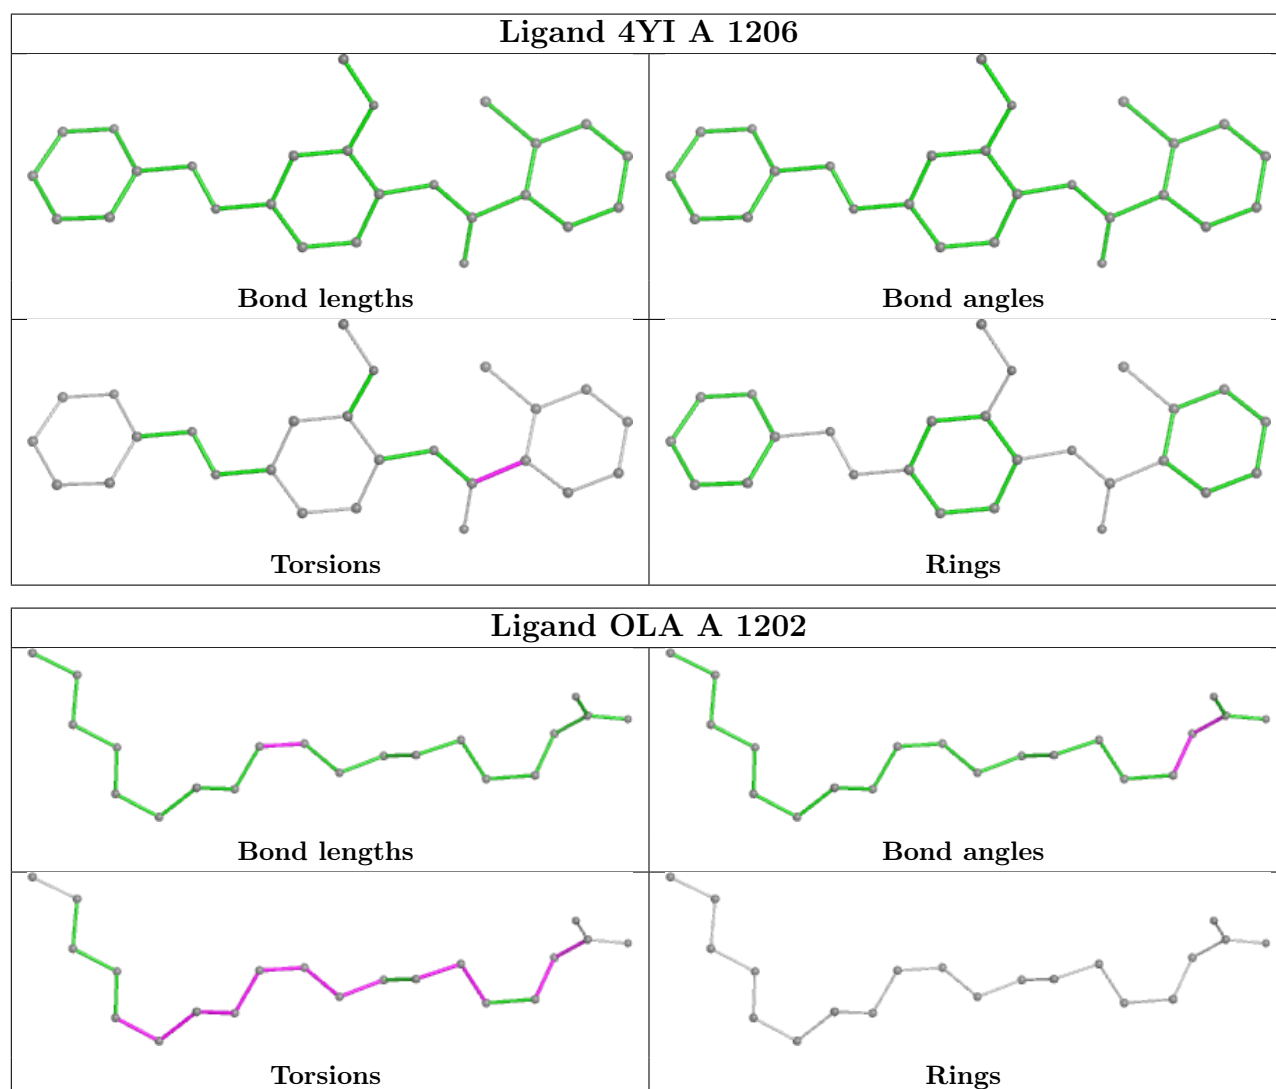 Ligand 4YI A 1206
Bond lengths
Bond angles
Torsions
Rings
Ligand OLA A 1202
Bond lengths
Bond angles
Torsions
Rings